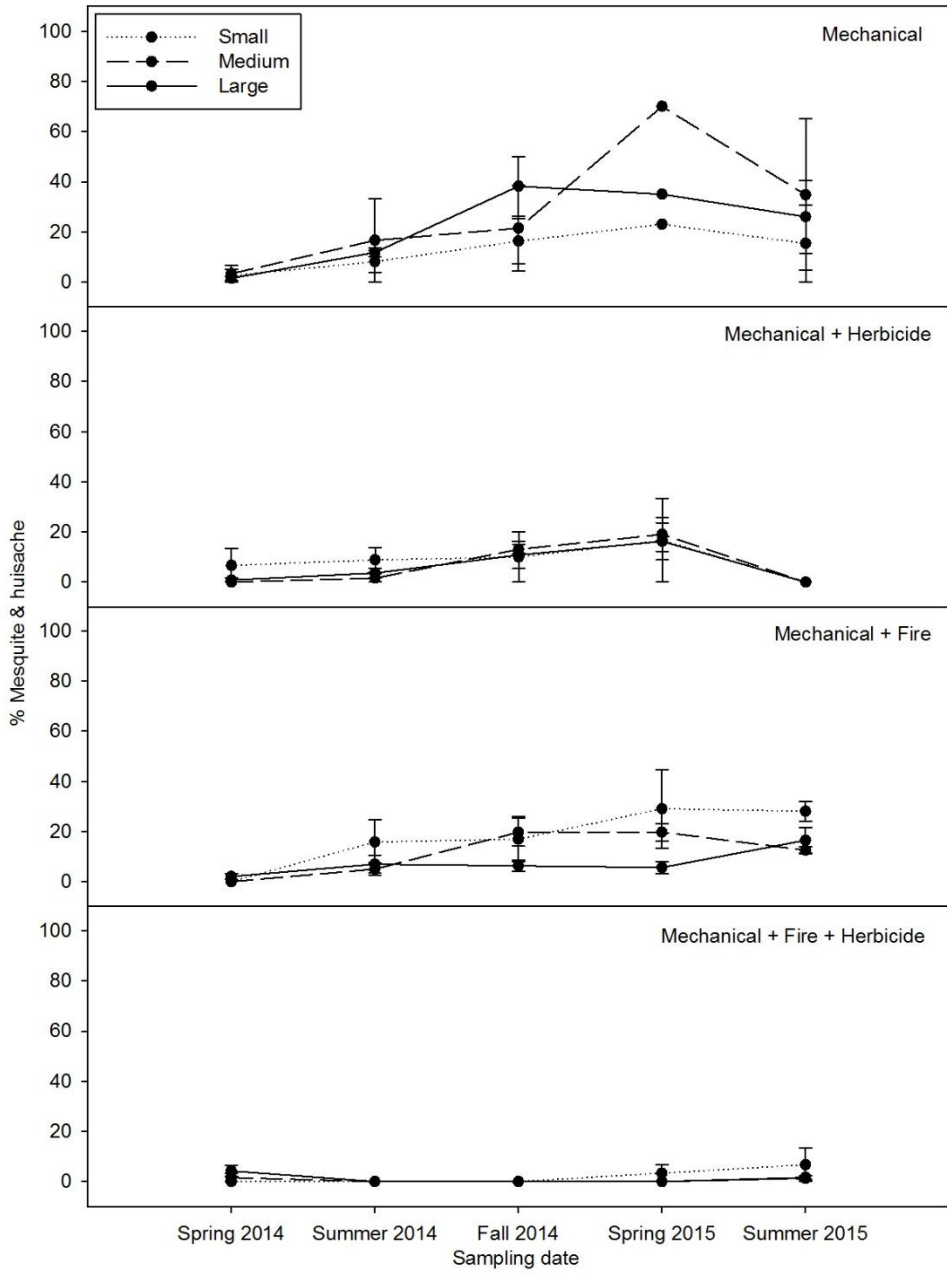 Small
Medium
Large
Mechanical
100
80
60
40
20
0
Mechanical + Herbicide
100
80
60
40
20
0
Mechanical + Fire
100
80
60
40
20
0
Mechanical + Fire + Herbicide
100
80
60
40
20
0
% Mesquite & huisache
Spring 2014 Summer 2014 Fall 2014 Spring 2015 Summer 2015
Sampling date